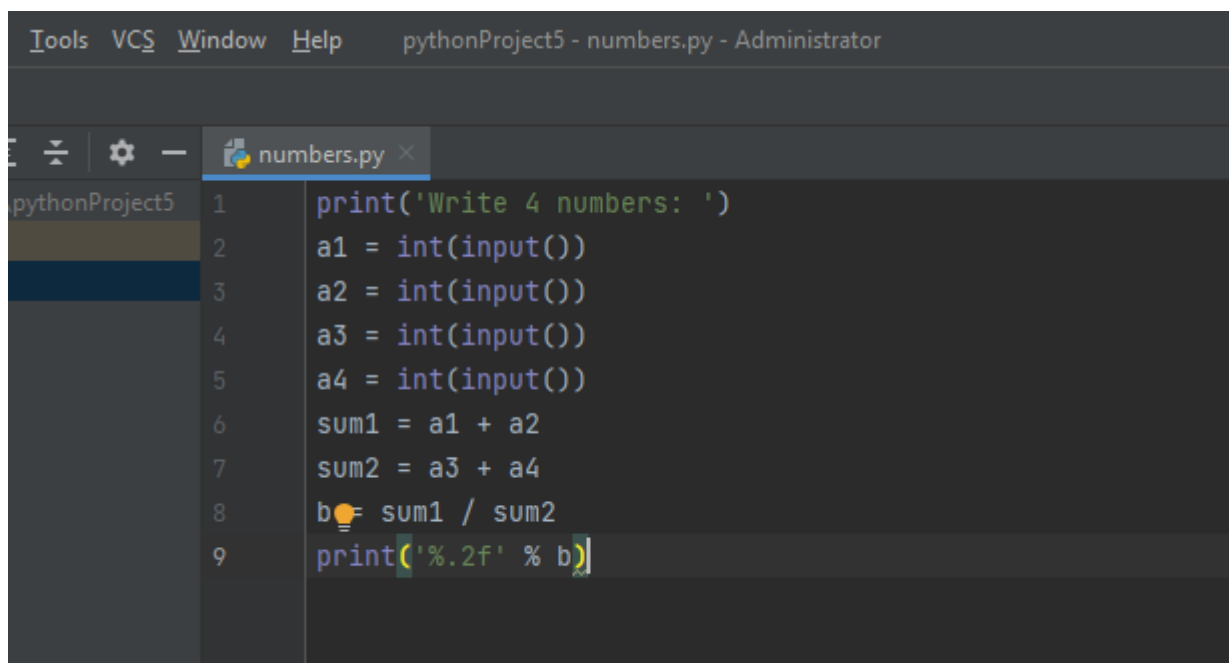 Tools VCS Window Help pythonProject5 - numbers.py - Administrator
numbers.py
\pythonProject5
1 print('Write 4 numbers: ')
2 a1 = int(input())
3 a2 = int(input())
4 a3 = int(input())
5 a4 = int(input())
6 sum1 = a1 + a2
7 sum2 = a3 + a4
8 b = sum1 / sum2
9 print('%.2f' % b)